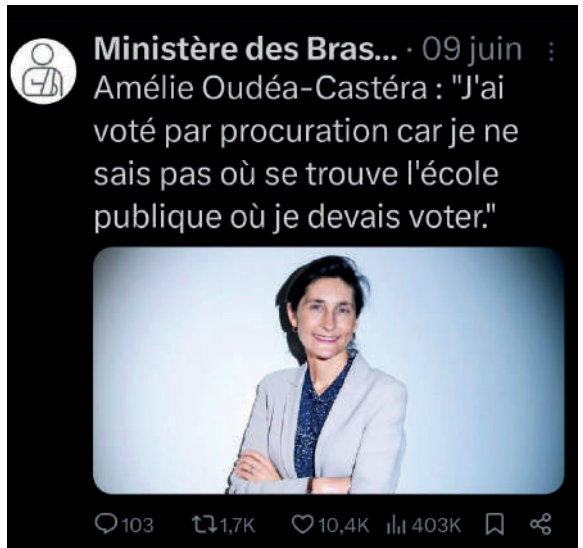 Ministère des Bras... · 09 juin
Amélie Oudéa-Castéra : "J'ai
voté par procuration car je ne
sais pas où se trouve l'école
publique où je devais voter."
103 1,7K 10,4K 403K